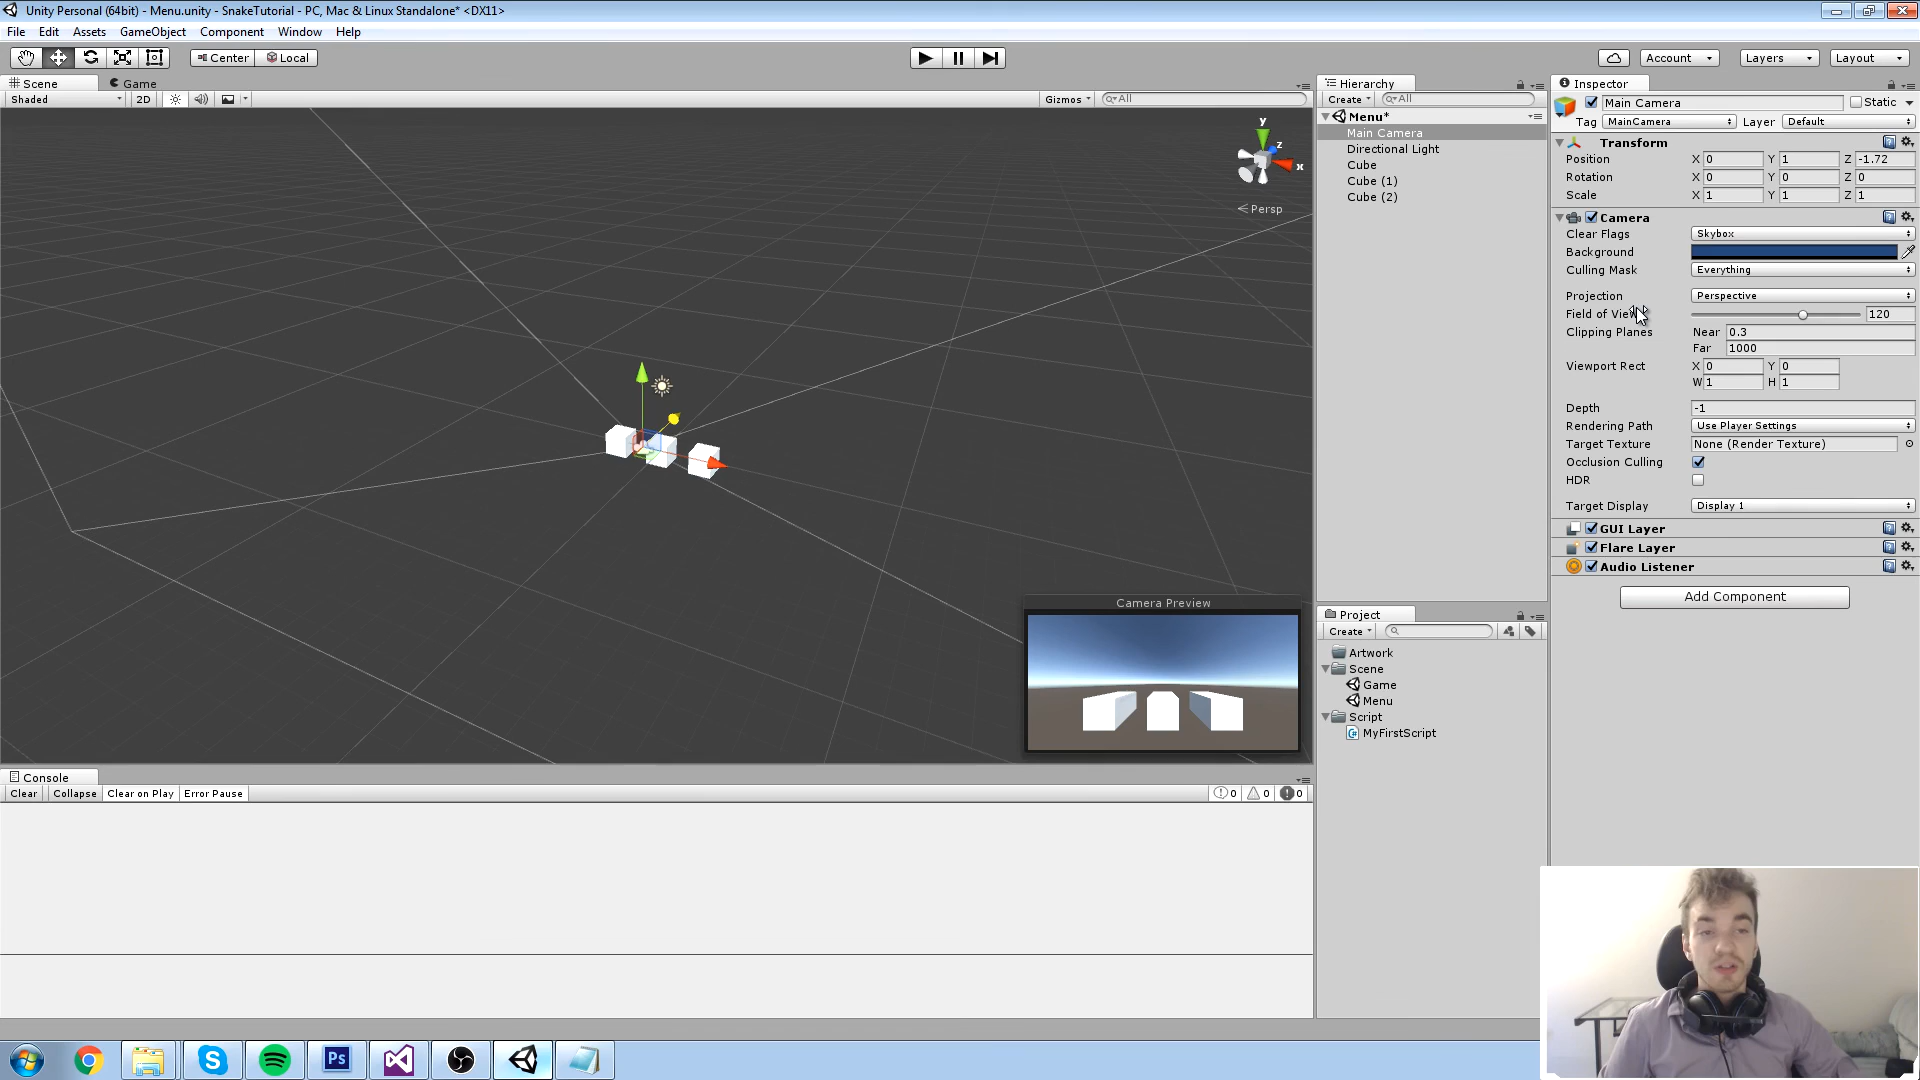 Unity Personal (64bit) - Menu.unity - SnakeTutorial - PC, Mac & Linux Standalone* <DX11>
File Edit Assets GameObject Component Window Help
Center Local Account Layers Layout
Scene Game
Shaded 2D Gizmos All
y
z
x
Persp
Camera Preview
Console
Clear Collapse Clear on Play Error Pause 0 0 0
Hierarchy
Create All
Menu*
Main Camera
Directional Light
Cube
Cube (1)
Cube (2)
Project
Create
Artwork
Scene
Game
Menu
Script
MyFirstScript
Inspector
Main Camera Static
Tag MainCamera Layer Default
Transform
Position X 0 Y 1 Z -1.72
Rotation X 0 Y 0 Z 0
Scale X 1 Y 1 Z 1
Camera
Clear Flags Skybox
Background
Culling Mask Everything
Projection Perspective
Field of View 120
Clipping Planes Near 0.3
Far 1000
Viewport Rect X 0 Y 0
W 1 H 1
Depth -1
Rendering Path Use Player Settings
Target Texture None (Render Texture)
Occlusion Culling
HDR
Target Display Display 1
GUI Layer
Flare Layer
Audio Listener
Add Component
Ps